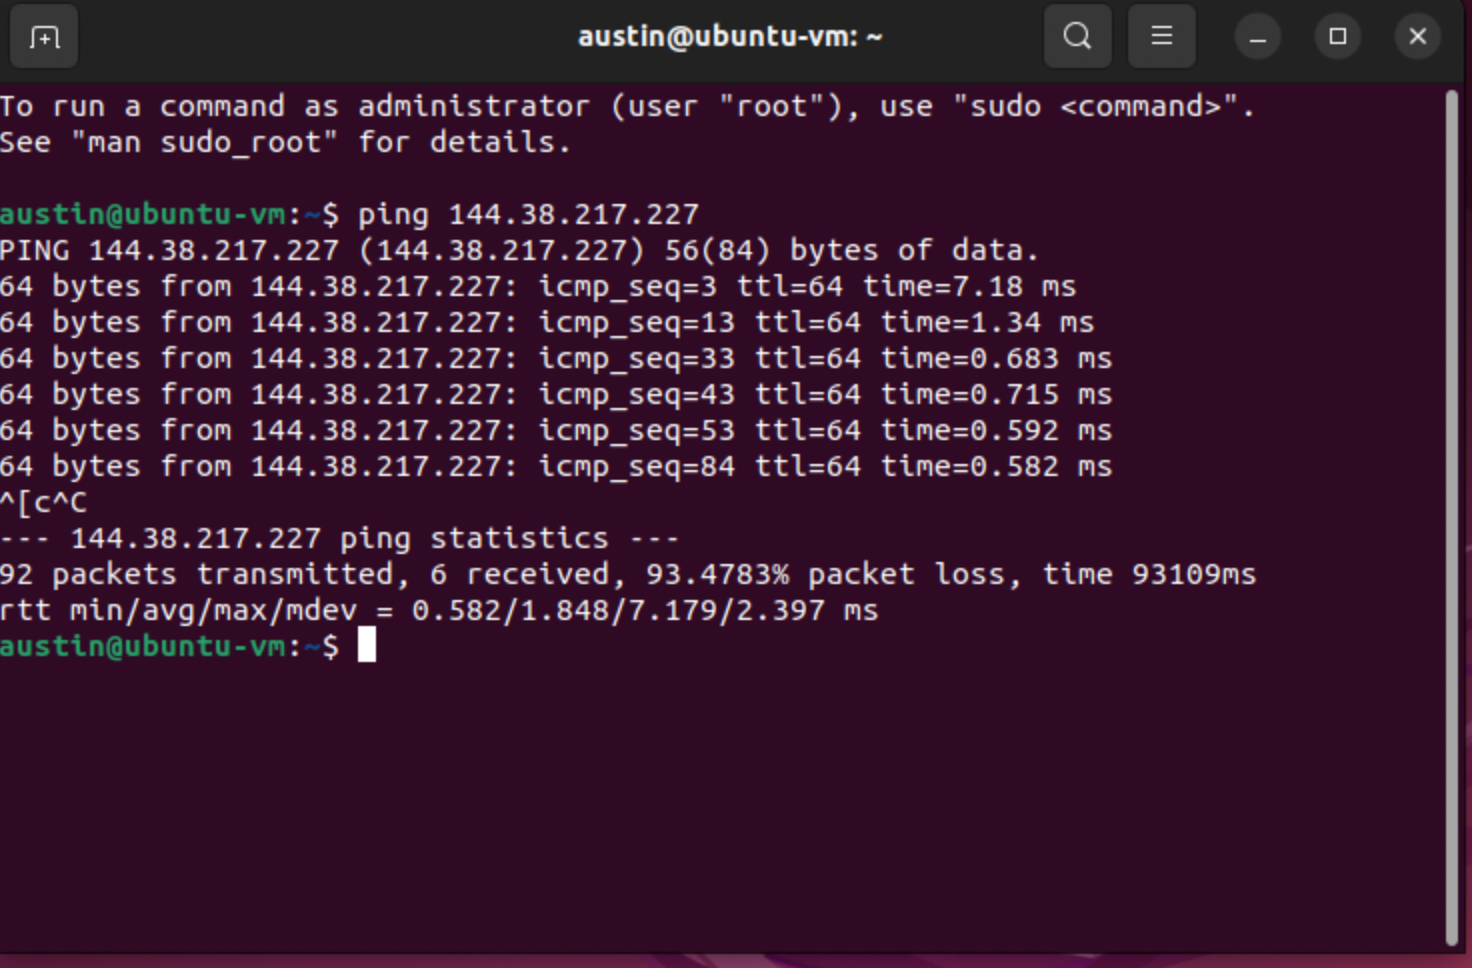 austin@ubuntu-vm: ~
To run a command as administrator (user "root"), use "sudo <command>".
See "man sudo_root" for details.
austin@ubuntu-vm:~$ ping 144.38.217.227
PING 144.38.217.227 (144.38.217.227) 56(84) bytes of data.
64 bytes from 144.38.217.227: icmp_seq=3 ttl=64 time=7.18 ms
64 bytes from 144.38.217.227: icmp_seq=13 ttl=64 time=1.34 ms
64 bytes from 144.38.217.227: icmp_seq=33 ttl=64 time=0.683 ms
64 bytes from 144.38.217.227: icmp_seq=43 ttl=64 time=0.715 ms
64 bytes from 144.38.217.227: icmp_seq=53 ttl=64 time=0.592 ms
64 bytes from 144.38.217.227: icmp_seq=84 ttl=64 time=0.582 ms
^[c^C
--- 144.38.217.227 ping statistics ---
92 packets transmitted, 6 received, 93.4783% packet loss, time 93109ms
rtt min/avg/max/mdev = 0.582/1.848/7.179/2.397 ms
austin@ubuntu-vm:~$